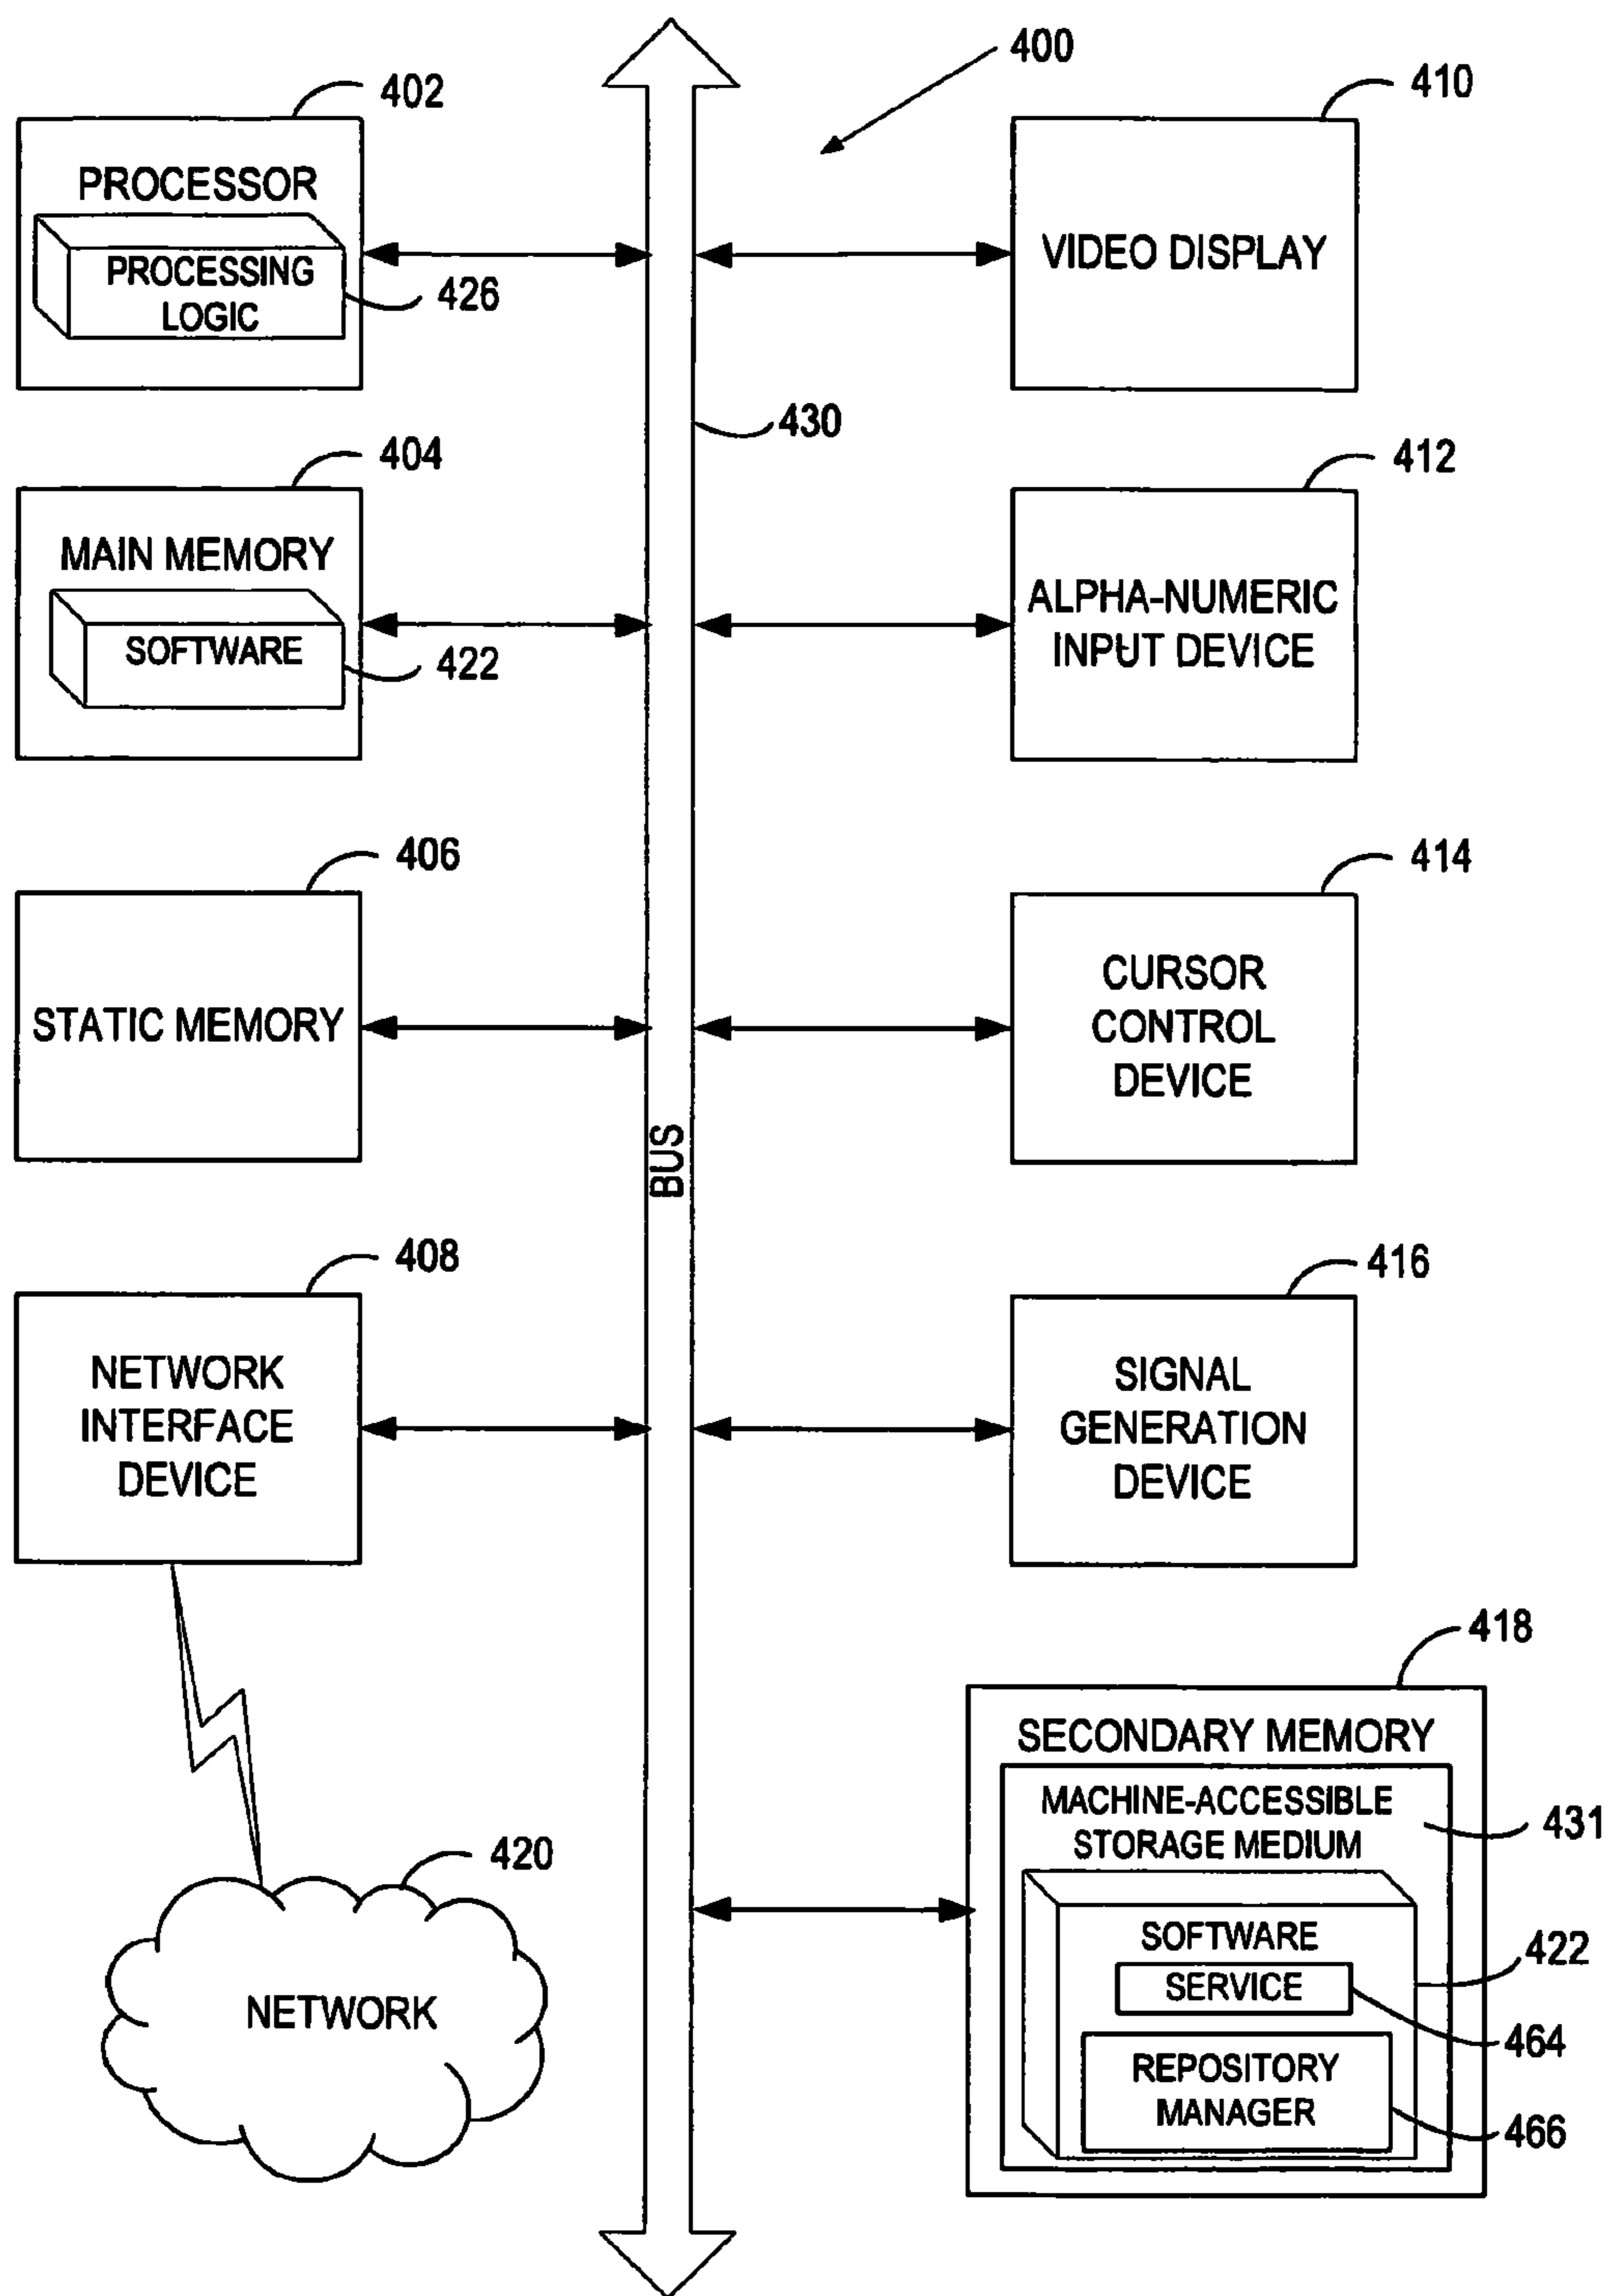 400
402
PROCESSOR
PROCESSING
LOGIC
426
410
VIDEO DISPLAY
430
404
MAIN MEMORY
SOFTWARE
422
412
ALPHA-NUMERIC
INPUT DEVICE
406
STATIC MEMORY
414
CURSOR
CONTROL
DEVICE
BUS
408
NETWORK
INTERFACE
DEVICE
416
SIGNAL
GENERATION
DEVICE
418
SECONDARY MEMORY
MACHINE-ACCESSIBLE
STORAGE MEDIUM
431
SOFTWARE
422
SERVICE
464
REPOSITORY
MANAGER
466
420
NETWORK